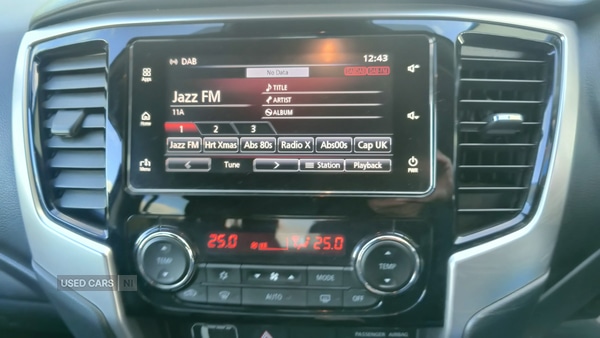 DAB 12:43
No Data
Apps
TITLE
Jazz FM
ARTIST
Home
11A
ALBUM
1 2 3
Jazz FM Hrt Xmas Abs 80s Radio X Abs00s Cap UK
Menu
< Tune > Station Playback
PWR
25.0 25.0
TEMP TEMP
MODE
AUTO OFF
USED CARS NI
PASSENGER AIRBAG